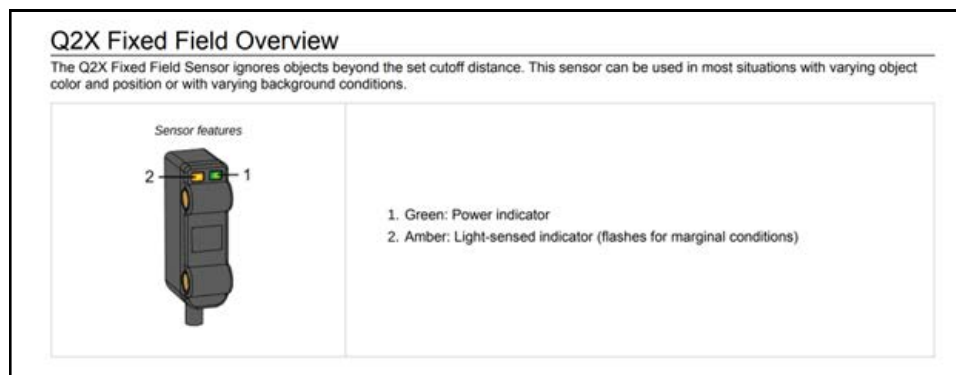 Q2X Fixed Field Overview
The Q2X Fixed Field Sensor ignores objects beyond the set cutoff distance. This sensor can be used in most situations with varying object
color and position or with varying background conditions.
Sensor features
2
1
1. Green: Power indicator
2. Amber: Light-sensed indicator (flashes for marginal conditions)